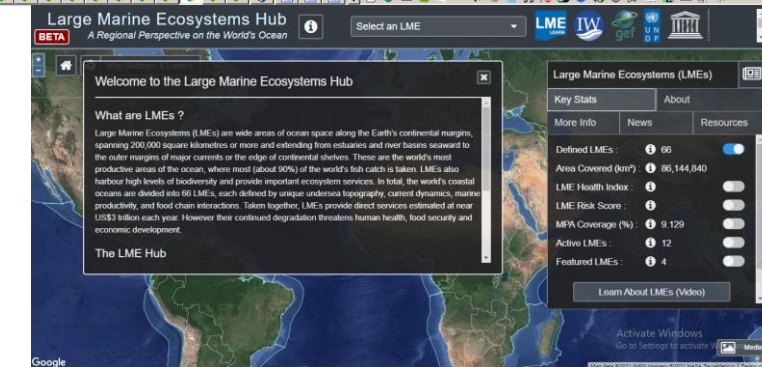 Large Marine Ecosystems Hub
BETA A Regional Perspective on the World's Ocean
Select an LME
LME LEARN IW gef UN DP
Welcome to the Large Marine Ecosystems Hub
What are LMEs ?
Large Marine Ecosystems (LMEs) are wide areas of ocean space along the Earth's continental margins,
spanning 200,000 square kilometres or more and extending from estuaries and river basins seaward to
the outer margins of major currents or the edge of continental shelves. These are the world's most
productive areas of the ocean, where most (about 90%) of the world's fish catch is taken. LMEs also
harbour high levels of biodiversity and provide important ecosystem services. In total, the world's coastal
oceans are divided into 66 LMEs, each defined by unique undersea topography, current dynamics, marine
productivity, and food chain interactions. Taken together, LMEs provide direct services estimated at near
US$3 trillion each year. However their continued degradation threatens human health, food security and
economic development.
The LME Hub
Large Marine Ecosystems (LMEs)
Key Stats About
More Info News Resources
Defined LMEs : 66
Area Covered (km²) : 86,144,840
LME Health Index :
LME Risk Score :
MPA Coverage (%) : 9.129
Active LMEs : 12
Featured LMEs : 4
Learn About LMEs (Video)
Activate Windows
Go to Settings to activate
Media
Google